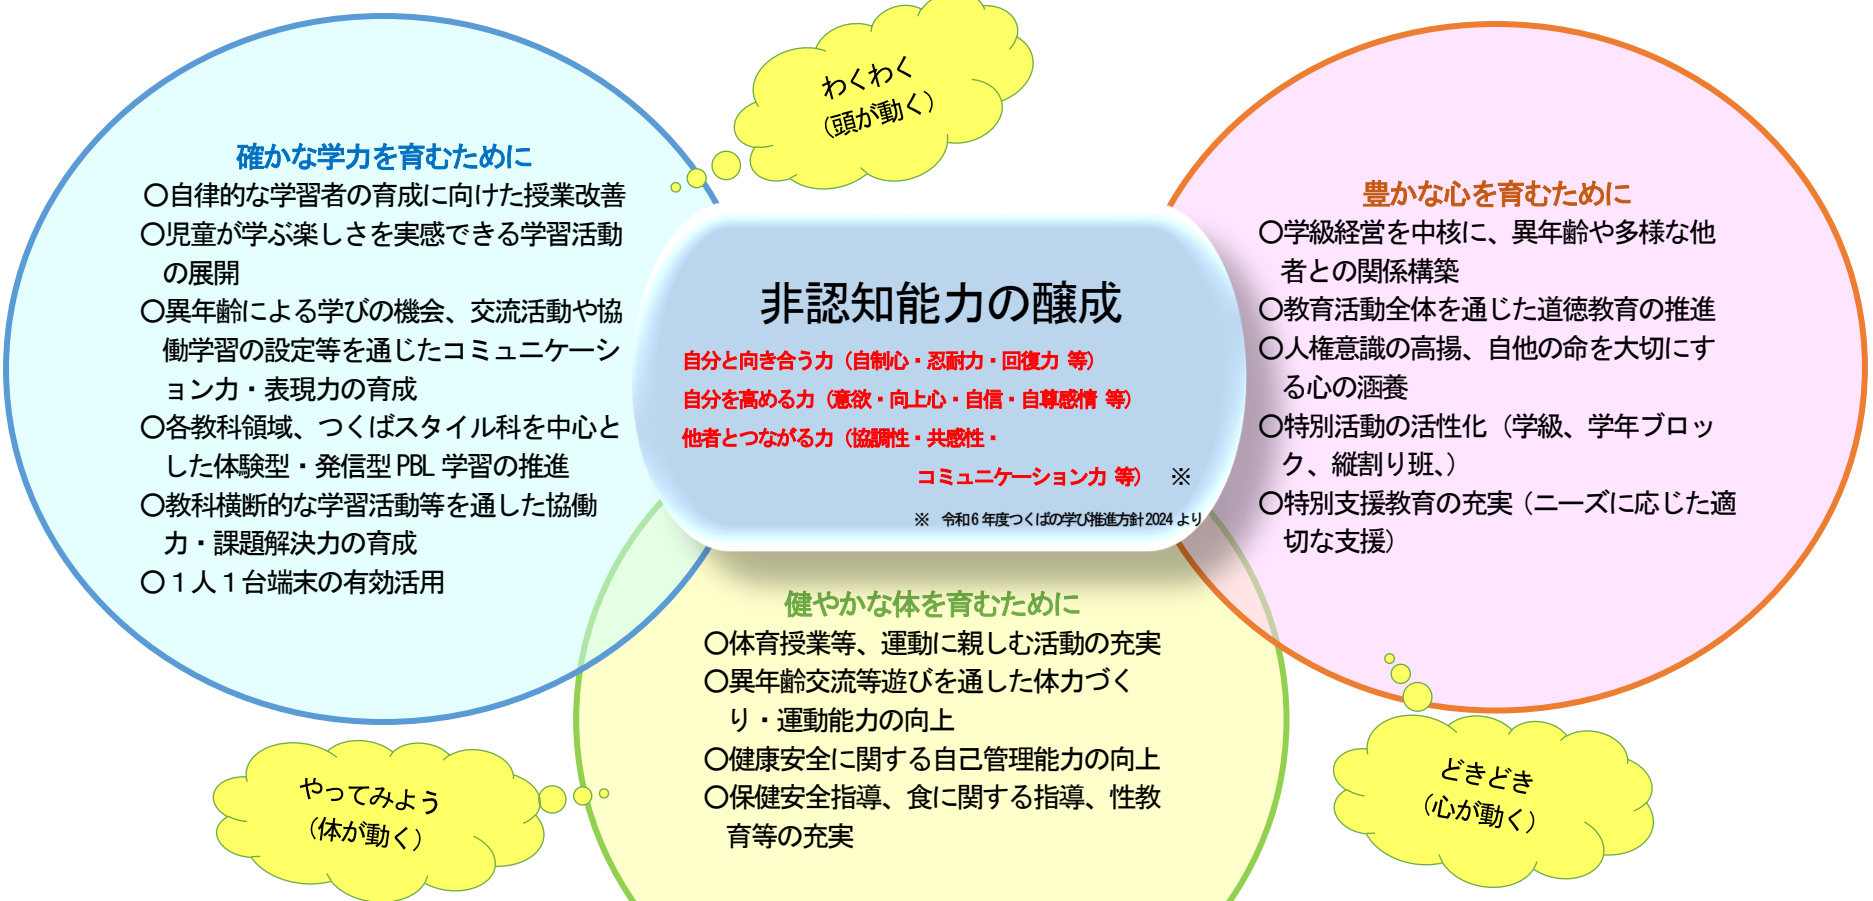 わくわく
（頭が動く）
確かな学力を育むために
〇自律的な学習者の育成に向けた授業改善
〇児童が学ぶ楽しさを実感できる学習活動
の展開
〇異年齢による学びの機会、交流活動や協
働学習の設定等を通じたコミュニケーシ
ョン力・表現力の育成
〇各教科領域、つくばスタイル科を中心と
した体験型・発信型 PBL 学習の推進
〇教科横断的な学習活動等を通した協働
力・課題解決力の育成
〇１人１台端末の有効活用
非認知能力の醸成
自分と向き合う力（自制心・忍耐力・回復力 等）
自分を高める力（意欲・向上心・自信・自尊感情 等）
他者とつながる力（協調性・共感性・
コミュニケーション力 等） ※
※ 令和６年度つくばの学び推進方針2024 より
豊かな心を育むために
〇学級経営を中核に、異年齢や多様な他
者との関係構築
〇教育活動全体を通じた道徳教育の推進
〇人権意識の高揚、自他の命を大切にす
る心の涵養
〇特別活動の活性化（学級、学年ブロッ
ク、縦割り班、）
〇特別支援教育の充実（ニーズに応じた適
切な支援）
健やかな体を育むために
〇体育授業等、運動に親しむ活動の充実
〇異年齢交流等遊びを通した体力づく
り・運動能力の向上
〇健康安全に関する自己管理能力の向上
〇保健安全指導、食に関する指導、性教
育等の充実
やってみよう
（体が動く）
どきどき
（心が動く）